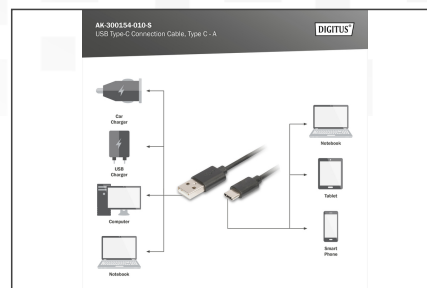 AK-300154-010-S
USB Type-C Connection Cable, Type C - A
DIGITUS
Car
Charger
USB
Charger
Computer
Notebook
Notebook
Tablet
Smart
Phone